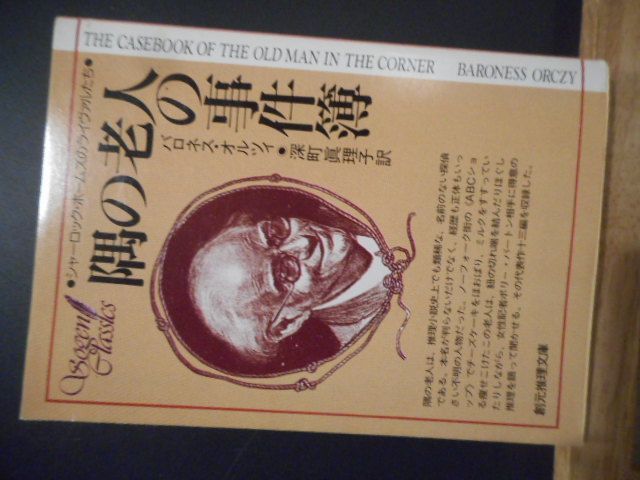 THE CASEBOOK OF THE OLD MAN IN THE CORNER BARONESS ORCZY
●シャーロック・ホームズのライヴァルたち●
隅の老人の事件簿
バロネス・オルツィ●深町眞理子訳
Sogen Classics
隅の老人は、推理小説史上でも類稀な、名前のない探偵
である。本名が判らないだけでなく、経歴も正体もいっ
さい不明の人物だった。ノーフォーク街の《ABCショ
ップ》でチーズケーキをほおばり、ミルクをすすってい
る痩せこけたこの老人は、紐の切れ端を結んだりほぐし
たりしながら、女性記者ポリー・バートン相手に得意の
推理を語って聞かせる。その代表作十三編を収録した。
創元推理文庫